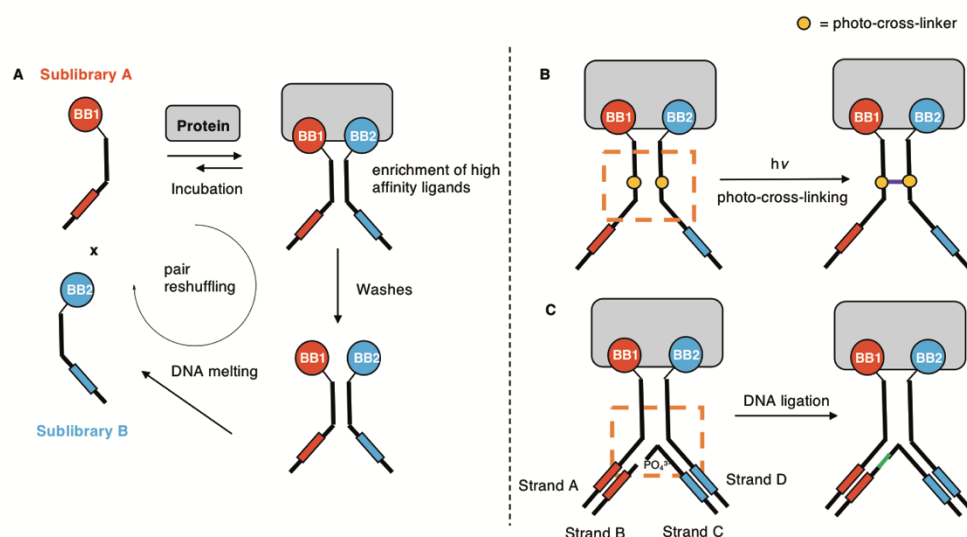 = photo-cross-linker
A
Sublibrary A
BB1
Protein
Incubation
BB1
BB2
enrichment of high
affinity ligands
x
pair
reshuffling
Washes
BB2
DNA melting
BB1
BB2
Sublibrary B
B
BB1
BB2
hν
photo-cross-linking
BB1
BB2
C
BB1
BB2
DNA ligation
BB1
BB2
PO₄³⁻
Strand A
Strand D
Strand B
Strand C